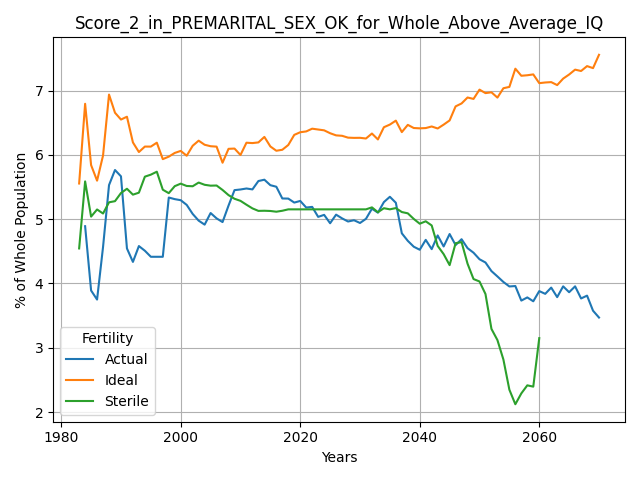 Score_2_in_PREMARITAL_SEX_OK_for_Whole_Above_Average_IQ
% of Whole Population
7
6
5
4
3
2
Fertility
Actual
Ideal
Sterile
1980
2000
2020
2040
2060
Years